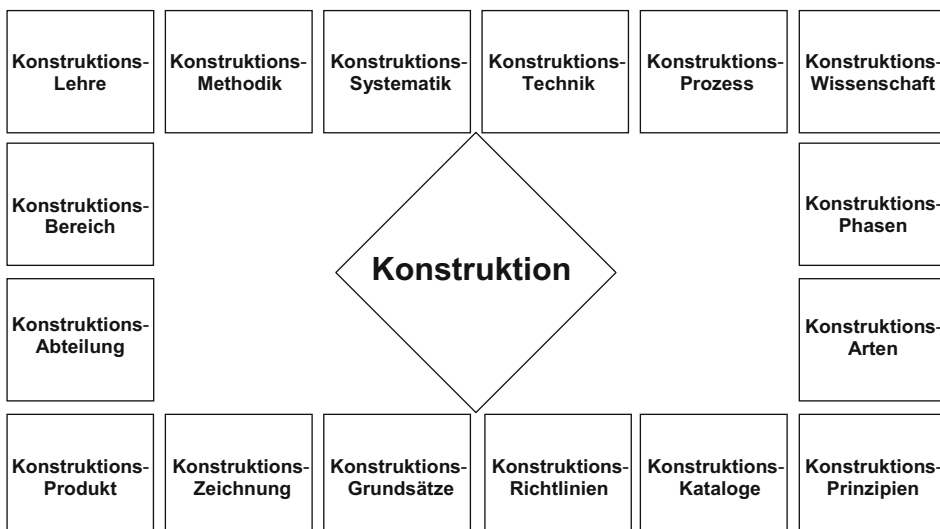 Konstruktions-
Lehre
Konstruktions-
Methodik
Konstruktions-
Systematik
Konstruktions-
Technik
Konstruktions-
Prozess
Konstruktions-
Wissenschaft
Konstruktions-
Bereich
Konstruktions-
Phasen
Konstruktion
Konstruktions-
Abteilung
Konstruktions-
Arten
Konstruktions-
Produkt
Konstruktions-
Zeichnung
Konstruktions-
Grundsätze
Konstruktions-
Richtlinien
Konstruktions-
Kataloge
Konstruktions-
Prinzipien